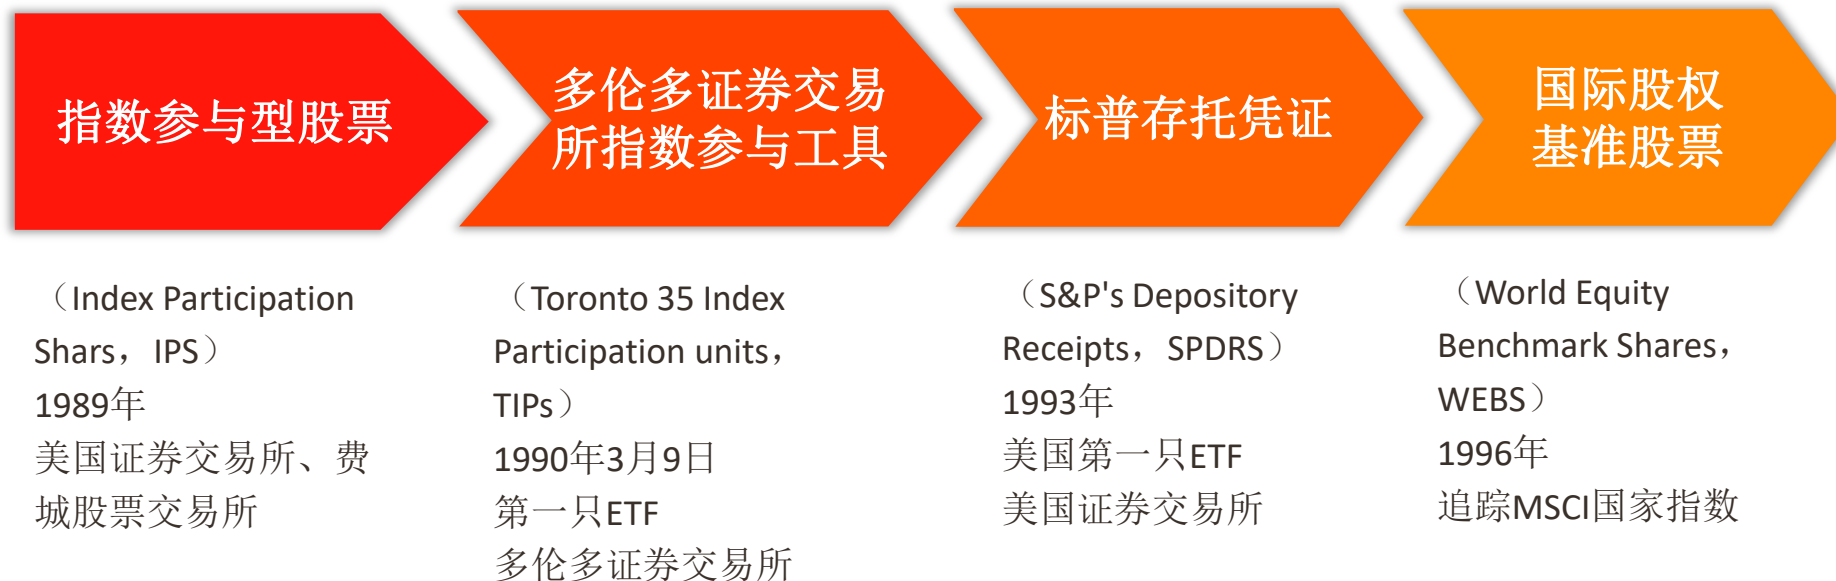 指数参与型股票
多伦多证券交易
所指数参与工具
标普存托凭证
国际股权
基准股票
（Index Participation
Shars，IPS）
1989年
美国证券交易所、费
城股票交易所
（Toronto 35 Index
Participation units，
TIPs）
1990年3月9日
第一只ETF
多伦多证券交易所
（S&P's Depository
Receipts，SPDRS）
1993年
美国第一只ETF
美国证券交易所
（World Equity
Benchmark Shares，
WEBS）
1996年
追踪MSCI国家指数